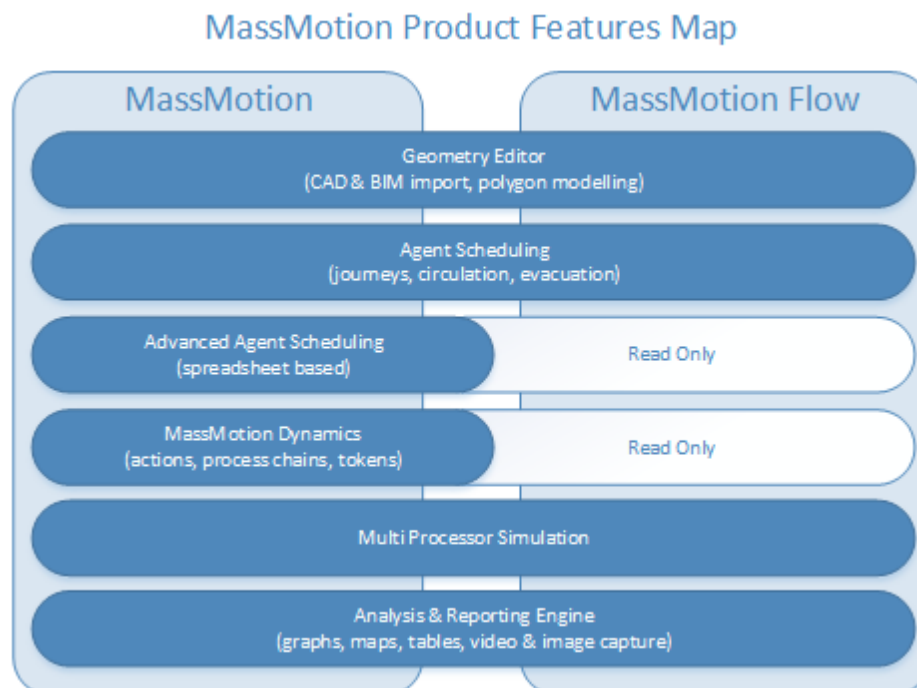 MassMotion Product Features Map
MassMotion
MassMotion Flow
Geometry Editor
(CAD & BIM import, polygon modelling)
Agent Scheduling
(journeys, circulation, evacuation)
Advanced Agent Scheduling
(spreadsheet based)
Read Only
MassMotion Dynamics
(actions, process chains, tokens)
Read Only
Multi Processor Simulation
Analysis & Reporting Engine
(graphs, maps, tables, video & image capture)